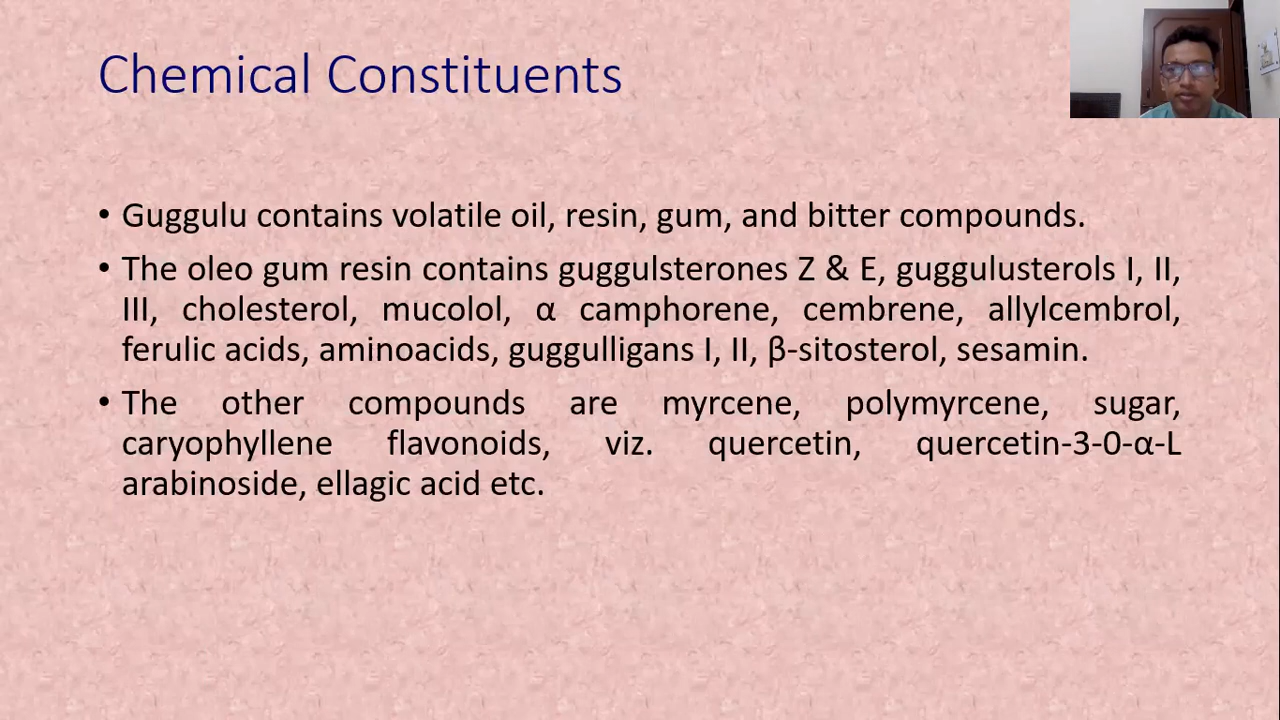 Chemical Constituents
• Guggulu contains volatile oil, resin, gum, and bitter compounds.
• The oleo gum resin contains guggulsterones Z & E, guggulusterols I, II,
III, cholesterol, mucolol, α camphorene, cembrene, allylcembrol,
ferulic acids, aminoacids, guggulligans I, II, β-sitosterol, sesamin.
• The other compounds are myrcene, polymyrcene, sugar,
caryophyllene flavonoids, viz. quercetin, quercetin-3-0-α-L
arabinoside, ellagic acid etc.